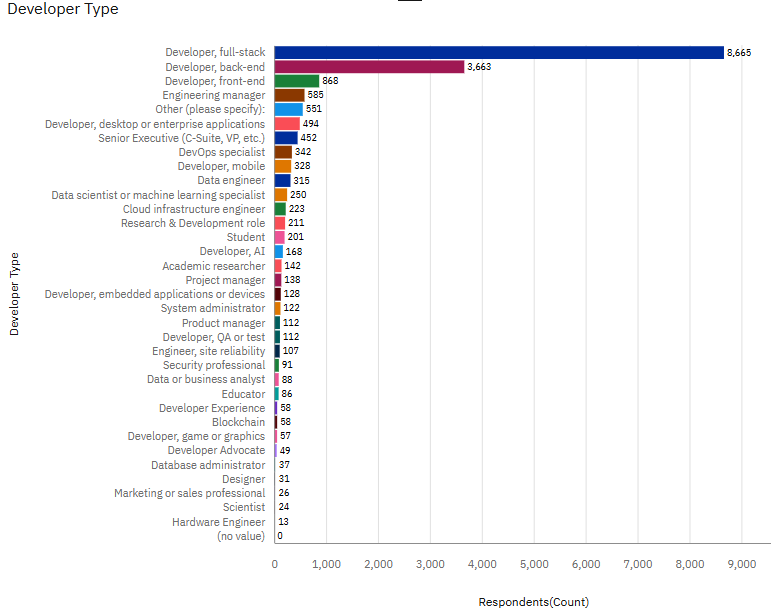 Developer Type
Developer, full-stack 8,665
Developer, back-end 3,663
Developer, front-end 868
Engineering manager 585
Other (please specify): 551
Developer, desktop or enterprise applications 494
Senior Executive (C-Suite, VP, etc.) 452
DevOps specialist 342
Developer, mobile 328
Data engineer 315
Data scientist or machine learning specialist 250
Cloud infrastructure engineer 223
Research & Development role 211
Student 201
Developer, AI 168
Academic researcher 142
Project manager 138
Developer, embedded applications or devices 128
System administrator 122
Product manager 112
Developer, QA or test 112
Engineer, site reliability 107
Security professional 91
Data or business analyst 88
Educator 86
Developer Experience 58
Blockchain 58
Developer, game or graphics 57
Developer Advocate 49
Database administrator 37
Designer 31
Marketing or sales professional 26
Scientist 24
Hardware Engineer 13
(no value) 0
Developer Type
0 1,000 2,000 3,000 4,000 5,000 6,000 7,000 8,000 9,000
Respondents(Count)